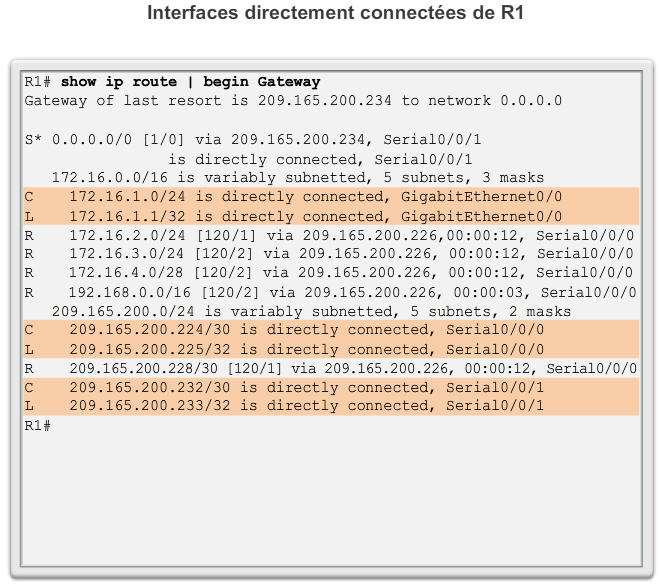 Interfaces directement connectées de R1
R1# show ip route | begin Gateway
Gateway of last resort is 209.165.200.234 to network 0.0.0.0
S* 0.0.0.0/0 [1/0] via 209.165.200.234, Serial0/0/1
is directly connected, Serial0/0/1
172.16.0.0/16 is variably subnetted, 5 subnets, 3 masks
C 172.16.1.0/24 is directly connected, GigabitEthernet0/0
L 172.16.1.1/32 is directly connected, GigabitEthernet0/0
R 172.16.2.0/24 [120/1] via 209.165.200.226,00:00:12, Serial0/0/0
R 172.16.3.0/24 [120/2] via 209.165.200.226, 00:00:12, Serial0/0/0
R 172.16.4.0/28 [120/2] via 209.165.200.226, 00:00:12, Serial0/0/0
R 192.168.0.0/16 [120/2] via 209.165.200.226, 00:00:03, Serial0/0/0
209.165.200.0/24 is variably subnetted, 5 subnets, 2 masks
C 209.165.200.224/30 is directly connected, Serial0/0/0
L 209.165.200.225/32 is directly connected, Serial0/0/0
R 209.165.200.228/30 [120/1] via 209.165.200.226, 00:00:12, Serial0/0/0
C 209.165.200.232/30 is directly connected, Serial0/0/1
L 209.165.200.233/32 is directly connected, Serial0/0/1
R1#